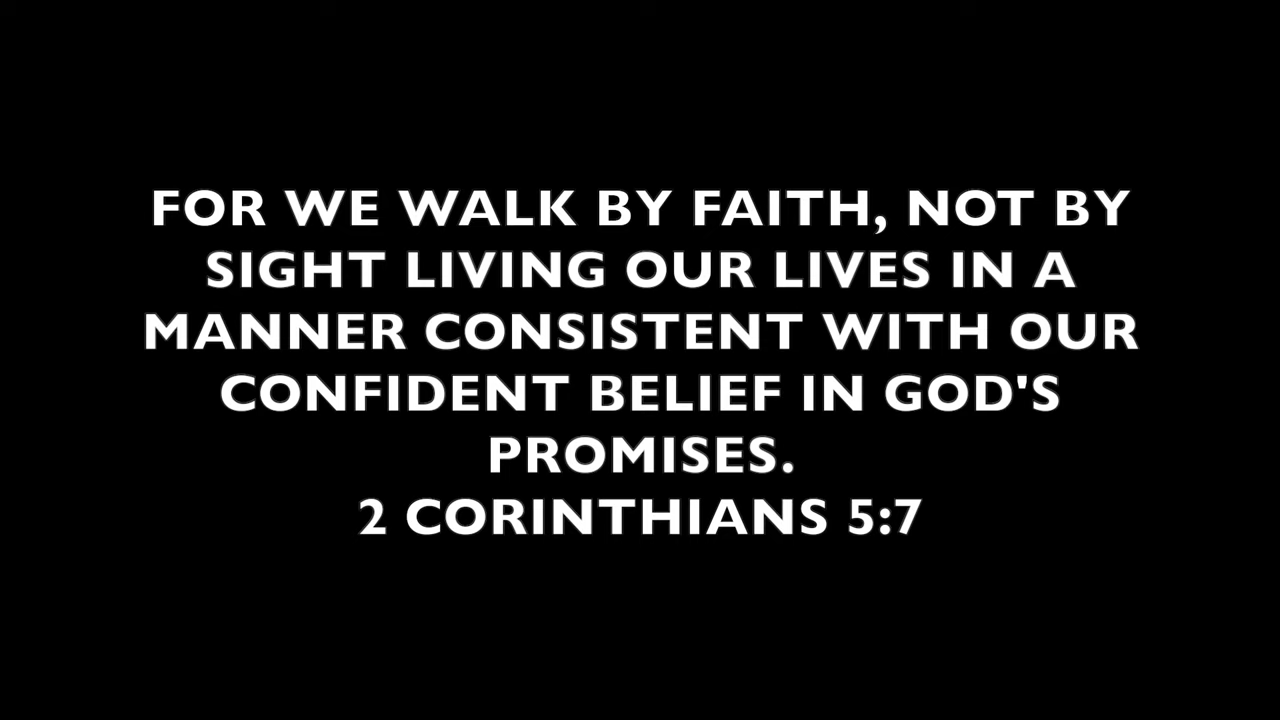 FOR WE WALK BY FAITH, NOT BY
SIGHT LIVING OUR LIVES IN A
MANNER CONSISTENT WITH OUR
CONFIDENT BELIEF IN GOD'S
PROMISES.
2 CORINTHIANS 5:7